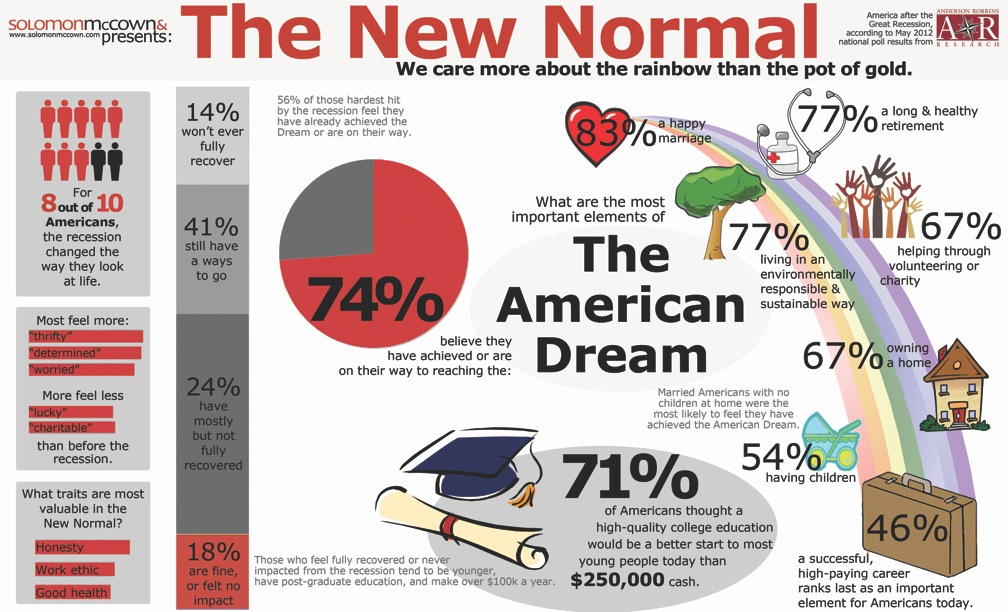 solomonmccown&
www.solomonmccown.com presents:
The New Normal
We care more about the rainbow than the pot of gold.
America after the
Great Recession,
according to May 2012
national poll results from
ANDERSON ROBBINS
A R
RESEARCH
For
8 out of 10
Americans,
the recession
changed the
way they look
at life.
Most feel more:
"thrifty"
"determined"
"worried"
More feel less
"lucky"
"charitable"
than before the
recession.
What traits are most
valuable in the
New Normal?
Honesty
Work ethic
Good health
14%
won't ever
fully
recover
41%
still have
a ways
to go
24%
have
mostly
but not
fully
recovered
18%
are fine,
or felt no
impact
56% of those hardest hit
by the recession feel they
have already achieved the
Dream or are on their way.
74%
believe they
have achieved or are
on their way to reaching the:
What are the most
important elements of
The
American
Dream
83% a happy
marriage
77% a long & healthy
retirement
77%
living in an
environmentally
responsible &
sustainable way
67%
helping through
volunteering or
charity
67% owning
a home
Married Americans with no
children at home were the
most likely to feel they have
achieved the American Dream.
54%
having children
46%
a successful,
high-paying career
ranks last as an important
element for Americans today.
71%
of Americans thought a
high-quality college education
would be a better start to most
young people today than
$250,000 cash.
Those who feel fully recovered or never
impacted from the recession tend to be younger,
have post-graduate education, and make over $100k a year.